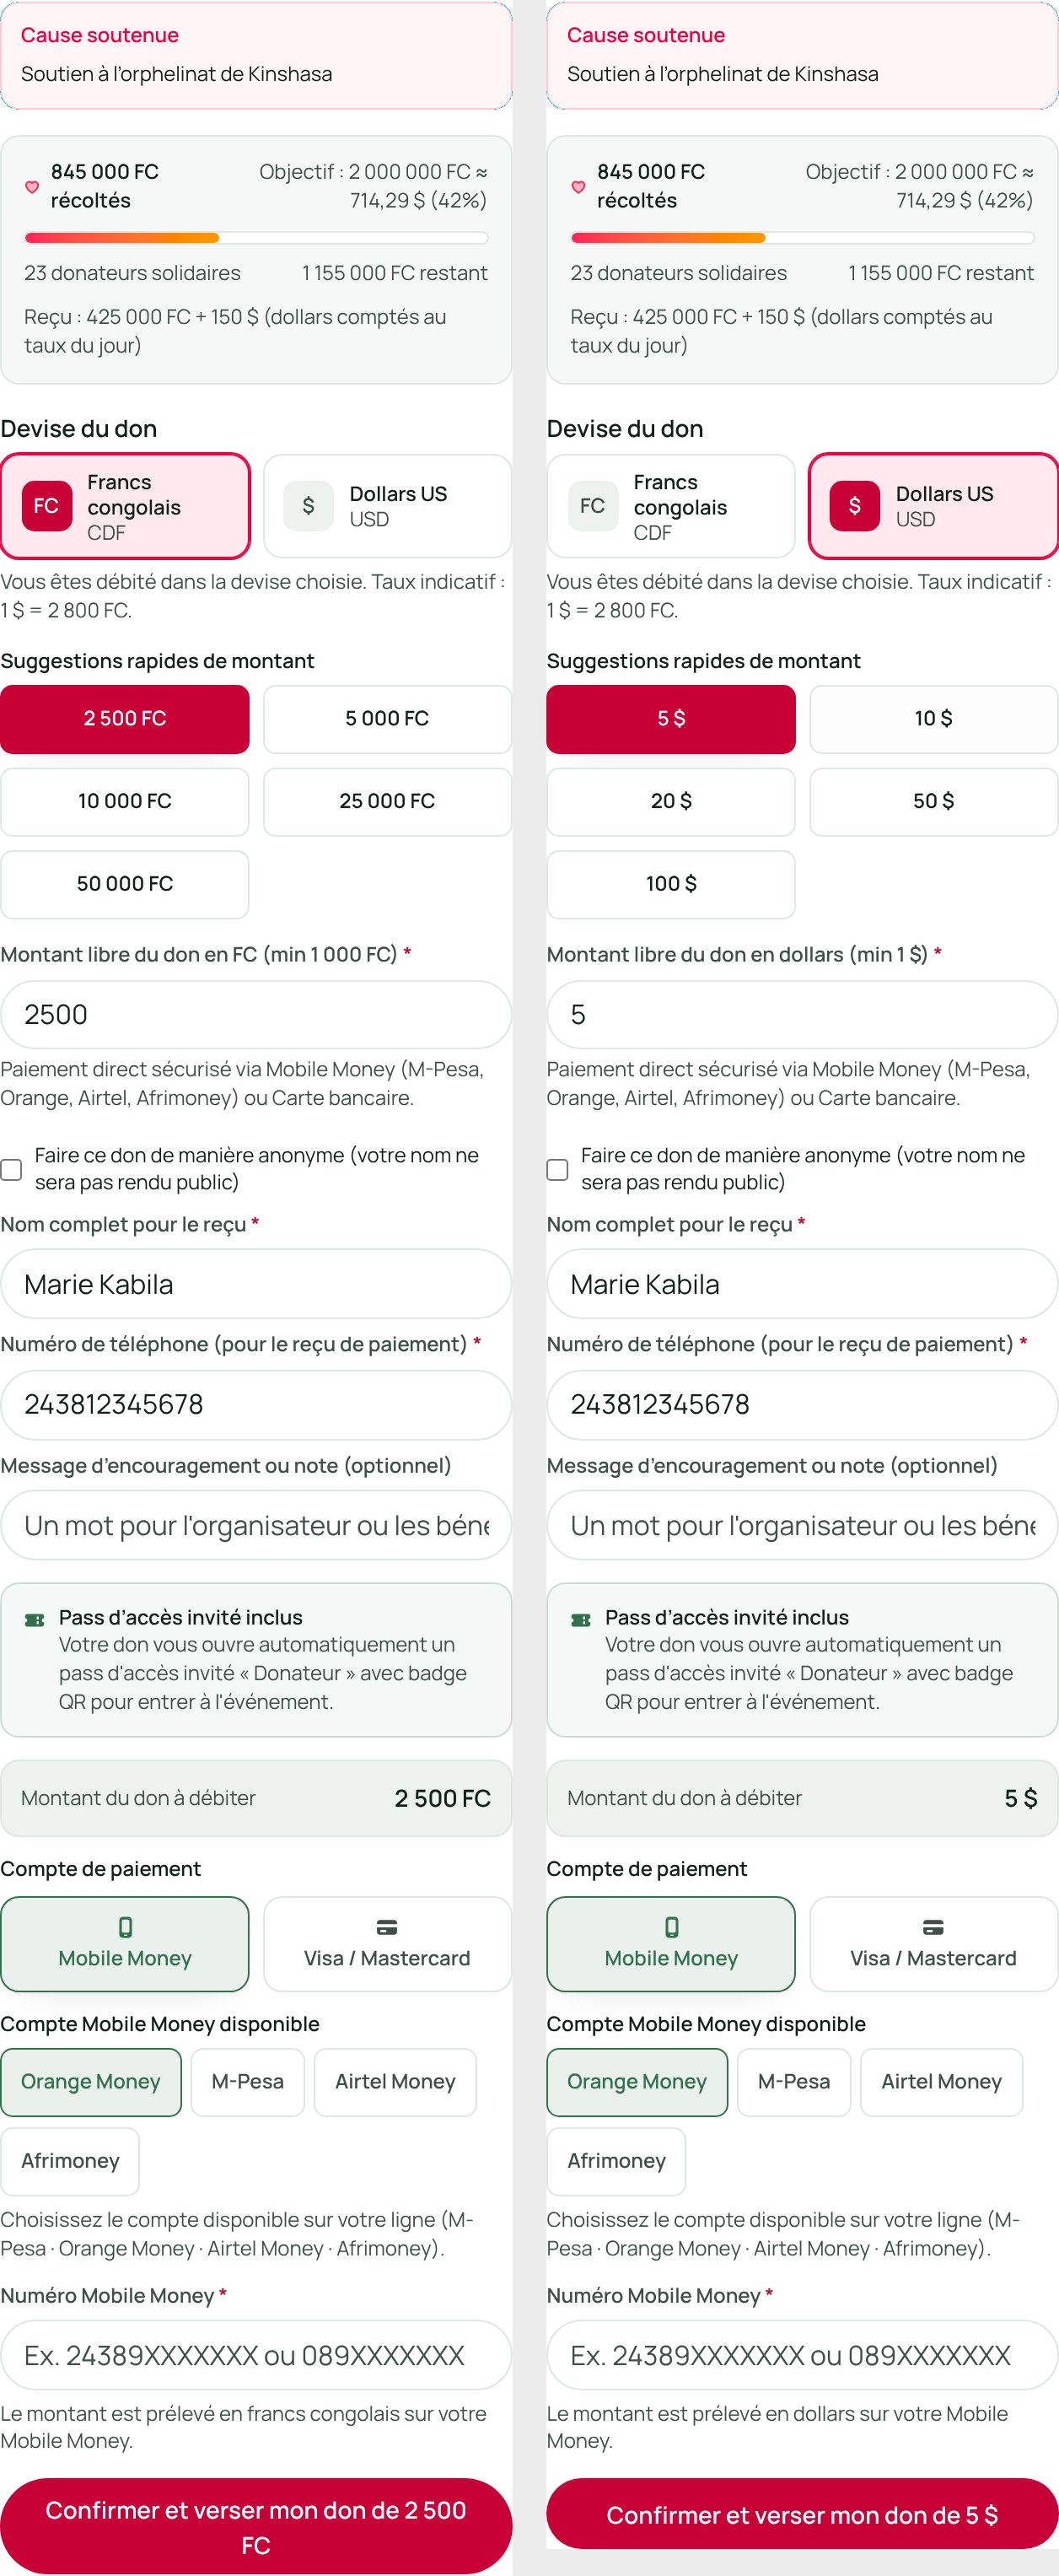 Cause soutenue
Soutien à l'orphelinat de Kinshasa
845 000 FC
récoltés
Objectif : 2 000 000 FC ≈
714,29 $ (42%)
23 donateurs solidaires
1 155 000 FC restant
Reçu : 425 000 FC + 150 $ (dollars comptés au
taux du jour)
Devise du don
FC
Francs
congolais
CDF
$
Dollars US
USD
Vous êtes débité dans la devise choisie. Taux indicatif :
1 $ = 2 800 FC.
Suggestions rapides de montant
2 500 FC
5 000 FC
10 000 FC
25 000 FC
50 000 FC
Montant libre du don en FC (min 1 000 FC) *
2500
Paiement direct sécurisé via Mobile Money (M-Pesa,
Orange, Airtel, Afrimoney) ou Carte bancaire.
Faire ce don de manière anonyme (votre nom ne
sera pas rendu public)
Nom complet pour le reçu *
Marie Kabila
Numéro de téléphone (pour le reçu de paiement) *
243812345678
Message d'encouragement ou note (optionnel)
Un mot pour l'organisateur ou les béné
Pass d'accès invité inclus
Votre don vous ouvre automatiquement un
pass d'accès invité « Donateur » avec badge
QR pour entrer à l'événement.
Montant du don à débiter
2 500 FC
Compte de paiement
Mobile Money
Visa / Mastercard
Compte Mobile Money disponible
Orange Money
M-Pesa
Airtel Money
Afrimoney
Choisissez le compte disponible sur votre ligne (M-
Pesa · Orange Money · Airtel Money · Afrimoney).
Numéro Mobile Money *
Ex. 24389XXXXXXX ou 089XXXXXXX
Le montant est prélevé en francs congolais sur votre
Mobile Money.
Confirmer et verser mon don de 2 500
FC
Cause soutenue
Soutien à l'orphelinat de Kinshasa
845 000 FC
récoltés
Objectif : 2 000 000 FC ≈
714,29 $ (42%)
23 donateurs solidaires
1 155 000 FC restant
Reçu : 425 000 FC + 150 $ (dollars comptés au
taux du jour)
Devise du don
FC
Francs
congolais
CDF
$
Dollars US
USD
Vous êtes débité dans la devise choisie. Taux indicatif :
1 $ = 2 800 FC.
Suggestions rapides de montant
5 $
10 $
20 $
50 $
100 $
Montant libre du don en dollars (min 1 $) *
5
Paiement direct sécurisé via Mobile Money (M-Pesa,
Orange, Airtel, Afrimoney) ou Carte bancaire.
Faire ce don de manière anonyme (votre nom ne
sera pas rendu public)
Nom complet pour le reçu *
Marie Kabila
Numéro de téléphone (pour le reçu de paiement) *
243812345678
Message d'encouragement ou note (optionnel)
Un mot pour l'organisateur ou les béné
Pass d'accès invité inclus
Votre don vous ouvre automatiquement un
pass d'accès invité « Donateur » avec badge
QR pour entrer à l'événement.
Montant du don à débiter
5 $
Compte de paiement
Mobile Money
Visa / Mastercard
Compte Mobile Money disponible
Orange Money
M-Pesa
Airtel Money
Afrimoney
Choisissez le compte disponible sur votre ligne (M-
Pesa · Orange Money · Airtel Money · Afrimoney).
Numéro Mobile Money *
Ex. 24389XXXXXXX ou 089XXXXXXX
Le montant est prélevé en dollars sur votre Mobile
Money.
Confirmer et verser mon don de 5 $